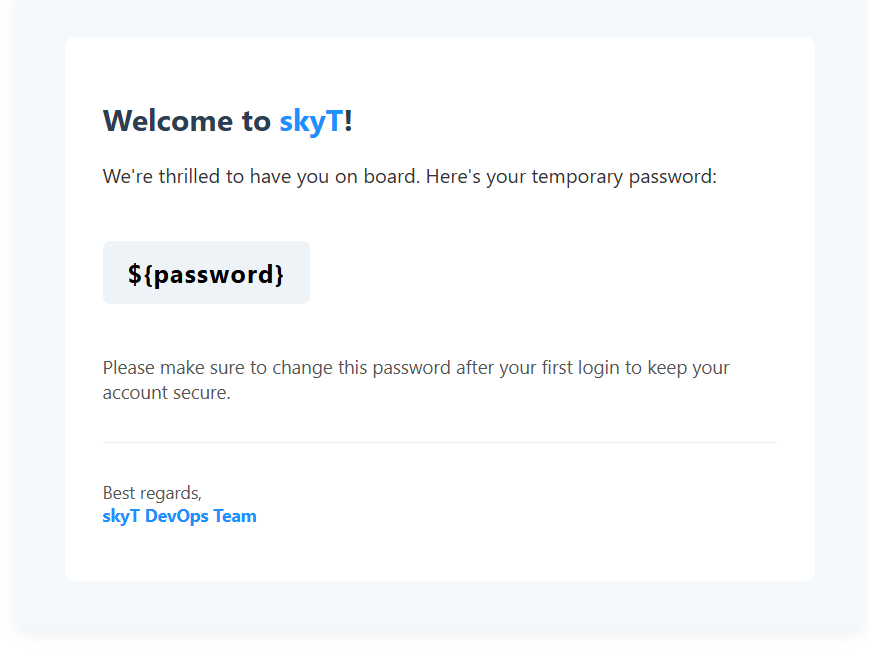 Welcome to skyT!
We're thrilled to have you on board. Here's your temporary password:
${password}
Please make sure to change this password after your first login to keep your
account secure.
Best regards,
skyT DevOps Team